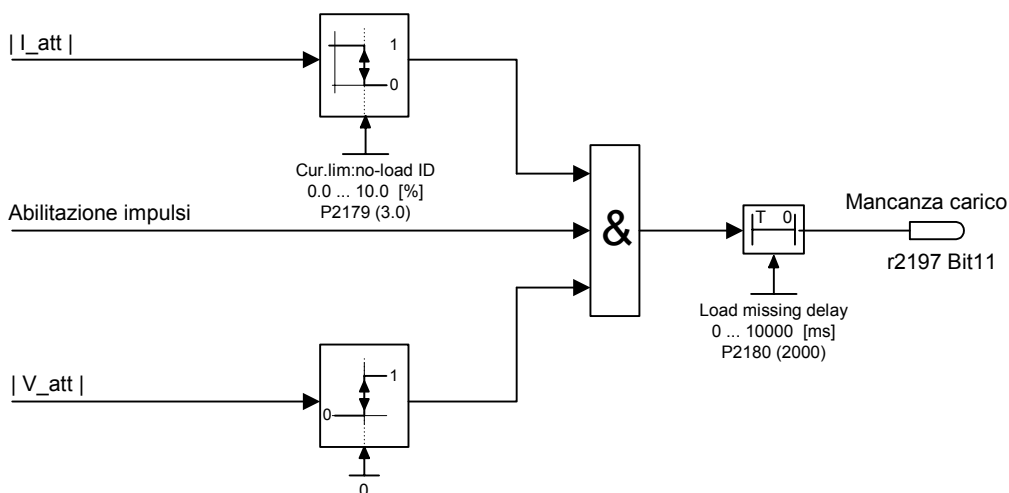 | I_att |
1
0
Cur.lim:no-load ID
0.0 ... 10.0 [%]
P2179 (3.0)
Abilitazione impulsi
&
T 0
Mancanza carico
r2197 Bit11
Load missing delay
0 ... 10000 [ms]
P2180 (2000)
| V_att |
1
0
0